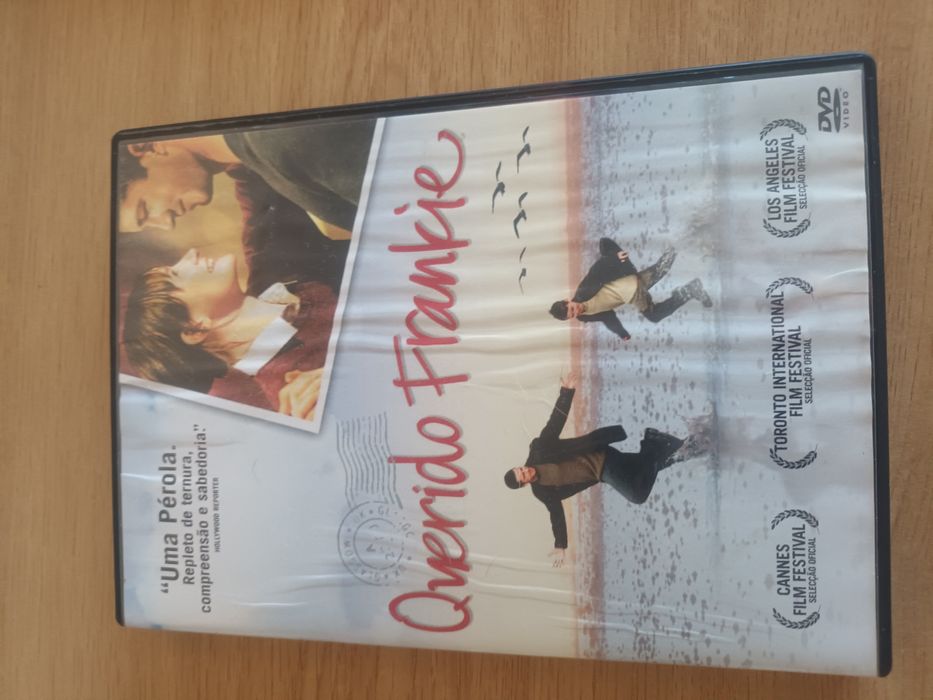 “Uma Pérola.
Repleto de ternura,
compreensão e sabedoria.”
HOLLYWOOD REPORTER
Querido Frankie
CANNES
FILM FESTIVAL
SELECÇÃO OFICIAL
TORONTO INTERNATIONAL
FILM FESTIVAL
SELECÇÃO OFICIAL
LOS ANGELES
FILM FESTIVAL
SELECÇÃO OFICIAL
DVD
VIDEO